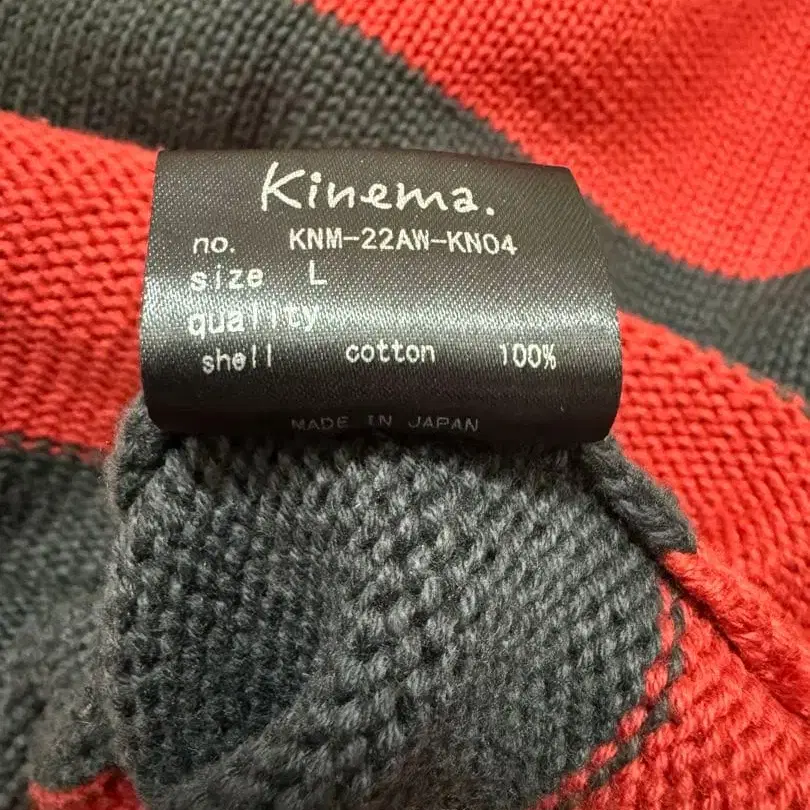 Kinema.
no. KNM-22AW-KN04
size L
quality
shell cotton 100%
MADE IN JAPAN